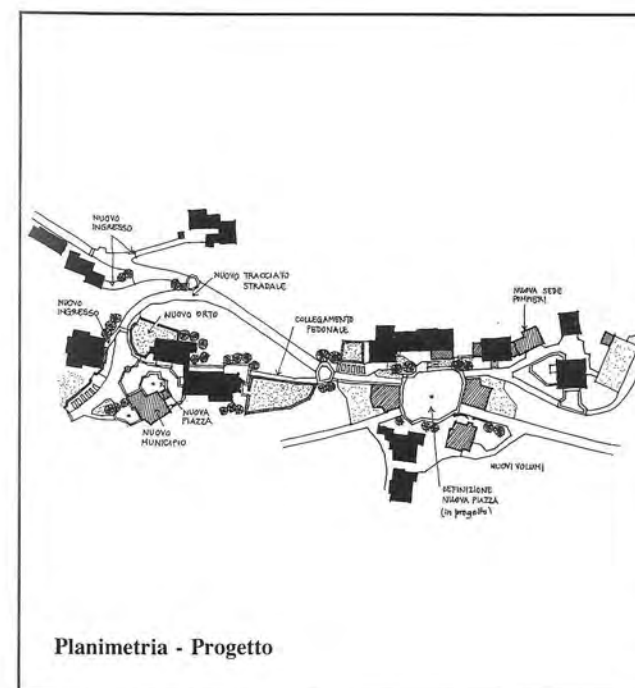 NUOVO
INGRESSO
NUOVO TRACCIATO
STRADALE
NUOVO
INGRESSO
NUOVO ORTO
COLLEGAMENTO
PEDONALE
NUOVA SEDE
POMPIERI
NUOVA
PIAZZA
NUOVO
MUNICIPIO
NUOVI VOLUMI
DEFINIZIONE
NUOVA PIAZZA
(in progetto)
Planimetria - Progetto